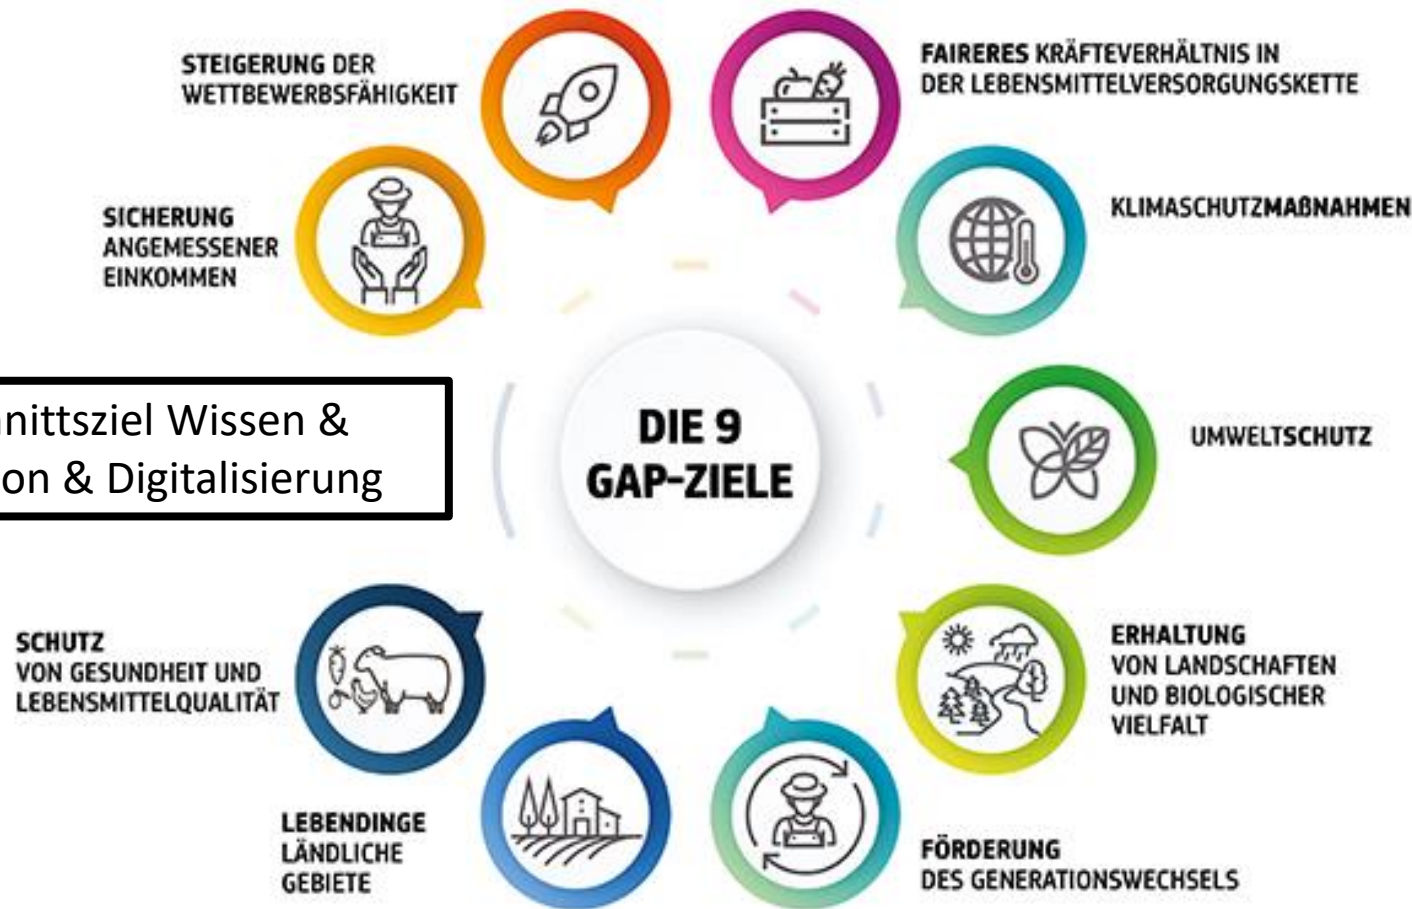 STEIGERUNG DER
WETTBEWERBSFÄHIGKEIT
FAIRERES KRÄFTEVERHÄLTNIS IN
DER LEBENSMITTELVERSORGUNGSKETTE
SICHERUNG
ANGEMESSENER
EINKOMMEN
KLIMASCHUTZMAßNAHMEN
nittsziel Wissen &
on & Digitalisierung
DIE 9
GAP-ZIELE
UMWELTSCHUTZ
SCHUTZ
VON GESUNDHEIT UND
LEBENSMITTELQUALITÄT
ERHALTUNG
VON LANDSCHAFTEN
UND BIOLOGISCHER
VIELFALT
LEBENDINGE
LÄNDLICHE
GEBIETE
FÖRDERUNG
DES GENERATIONSWECHSELS